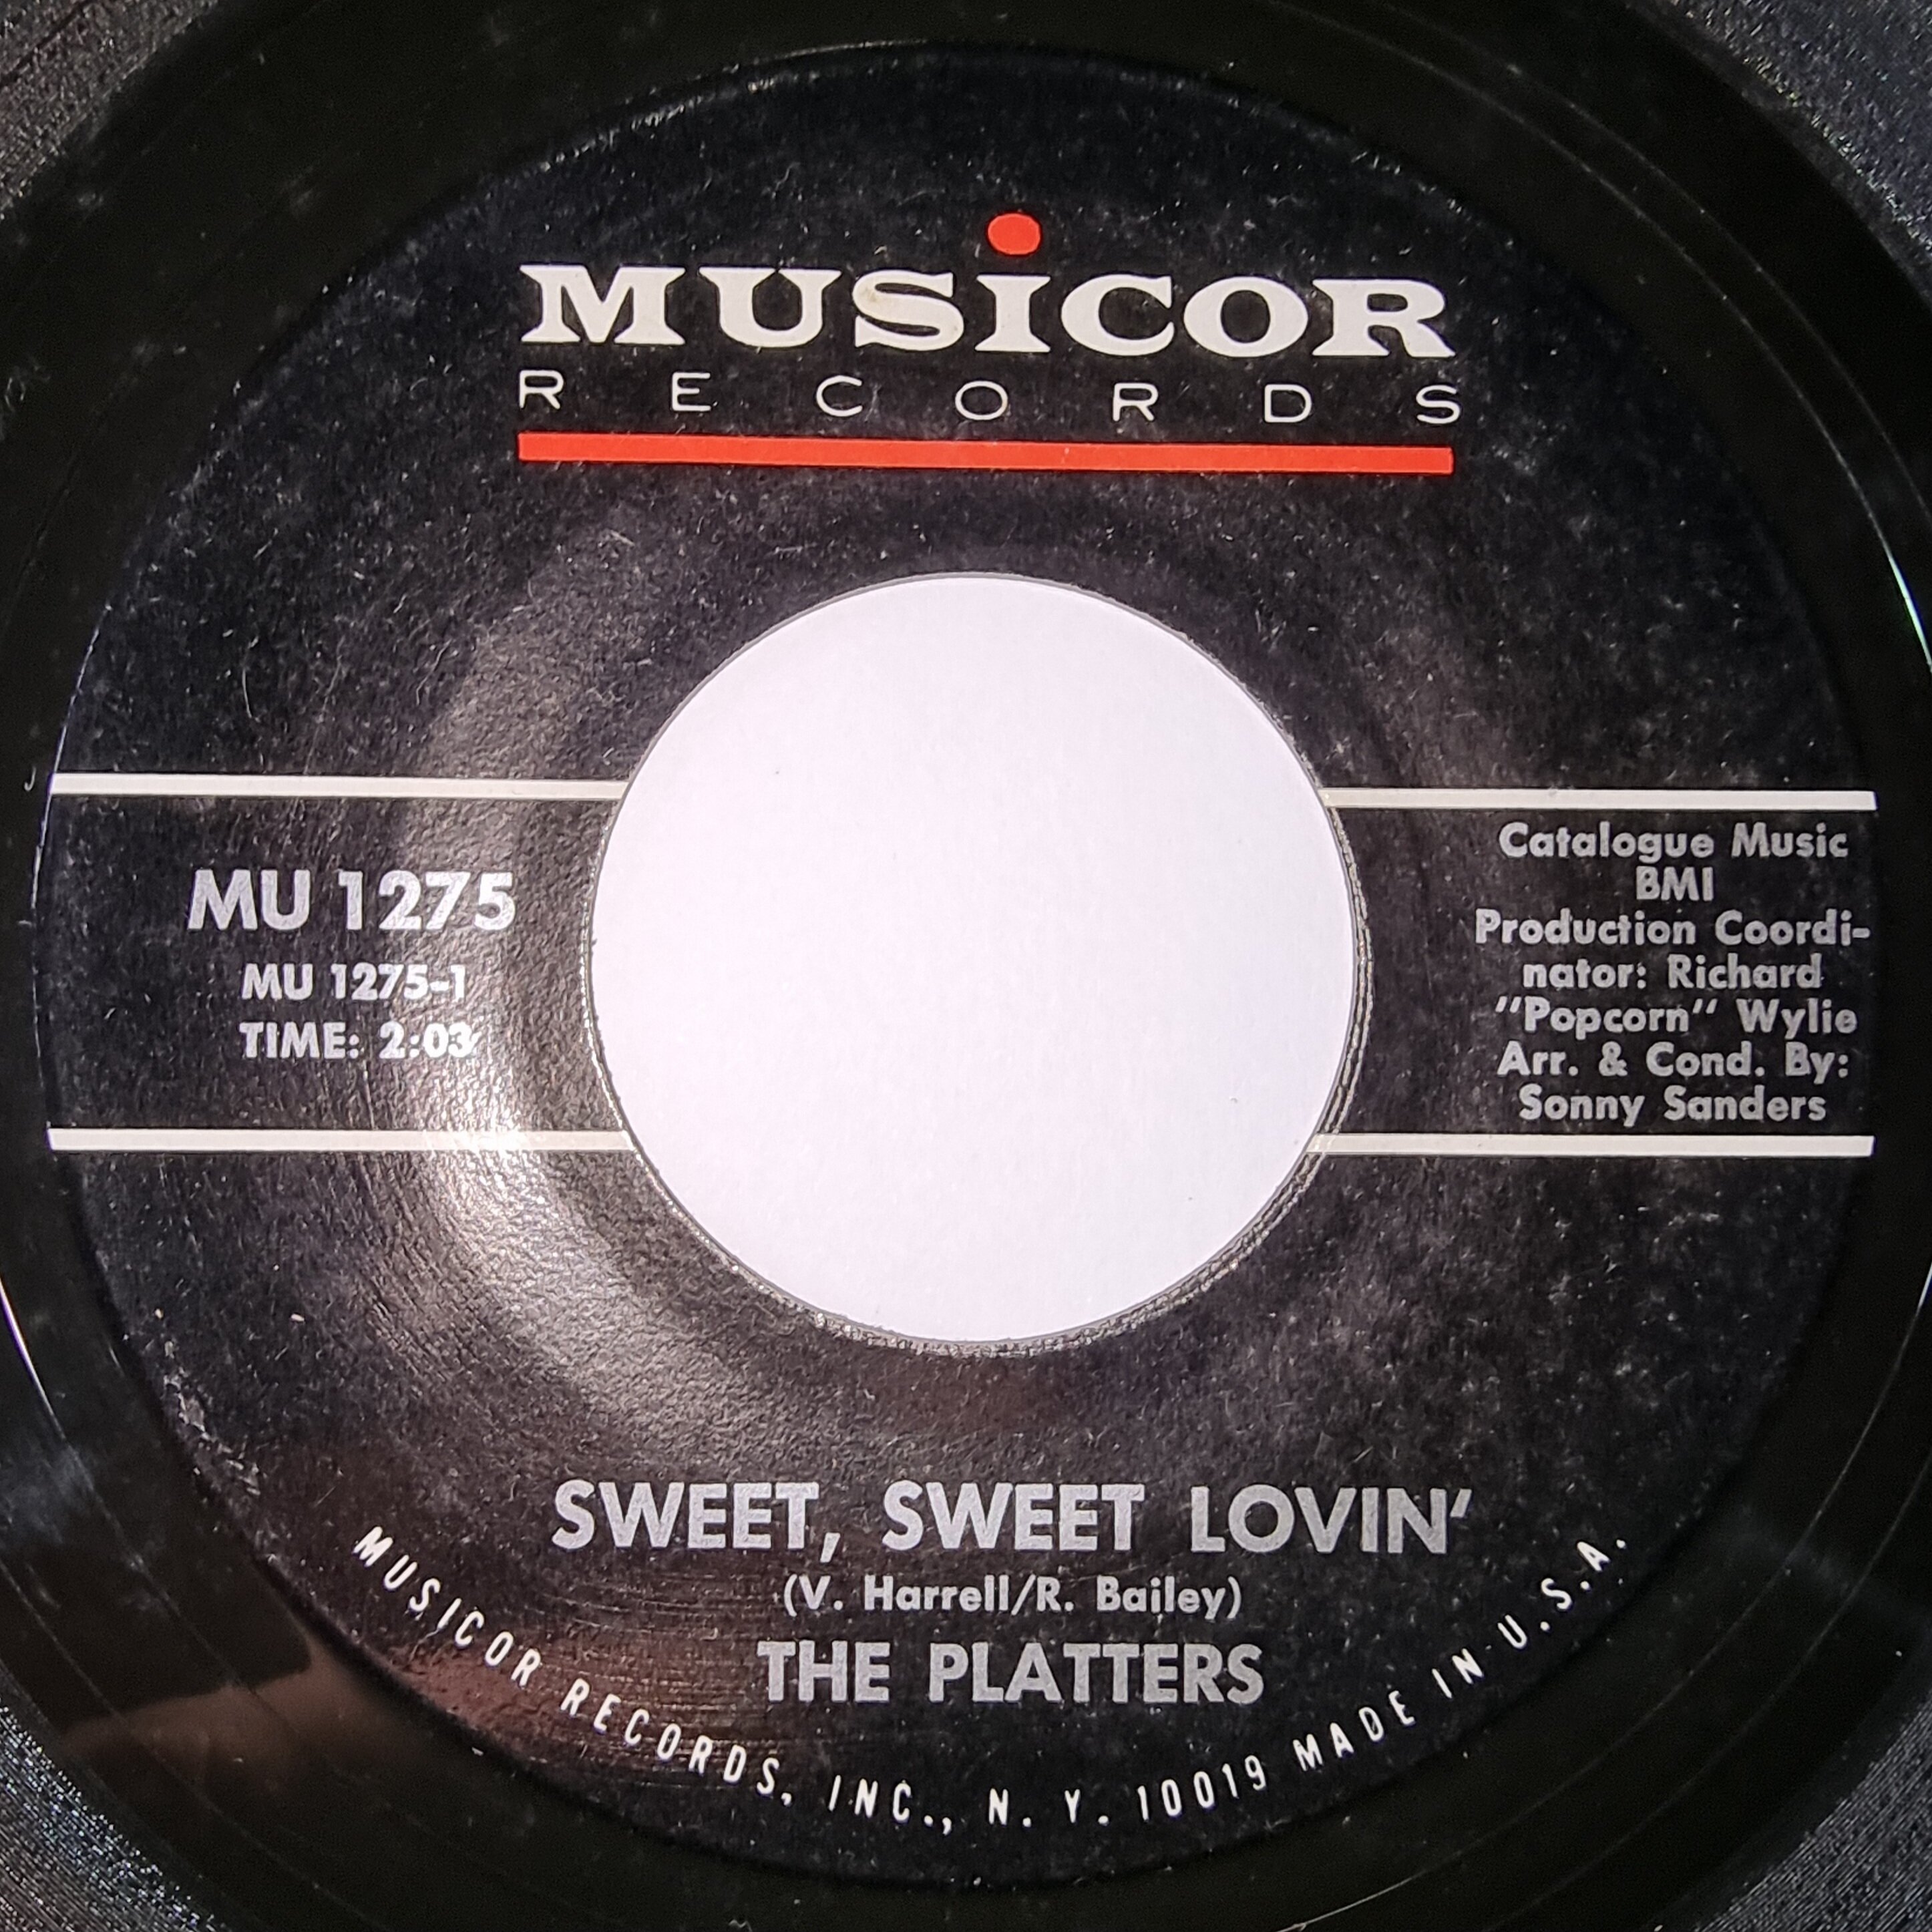 MUSiCOR
RECORDS
MU 1275
MU 1275-1
TIME: 2:03
Catalogue Music
BMI
Production Coordi-
nator: Richard
"Popcorn" Wylie
Arr. & Cond. By:
Sonny Sanders
SWEET, SWEET LOVIN'
(V. Harrell/R. Bailey)
THE PLATTERS
MUSICOR RECORDS, INC., N. Y. 10019 MADE IN U.S.A.